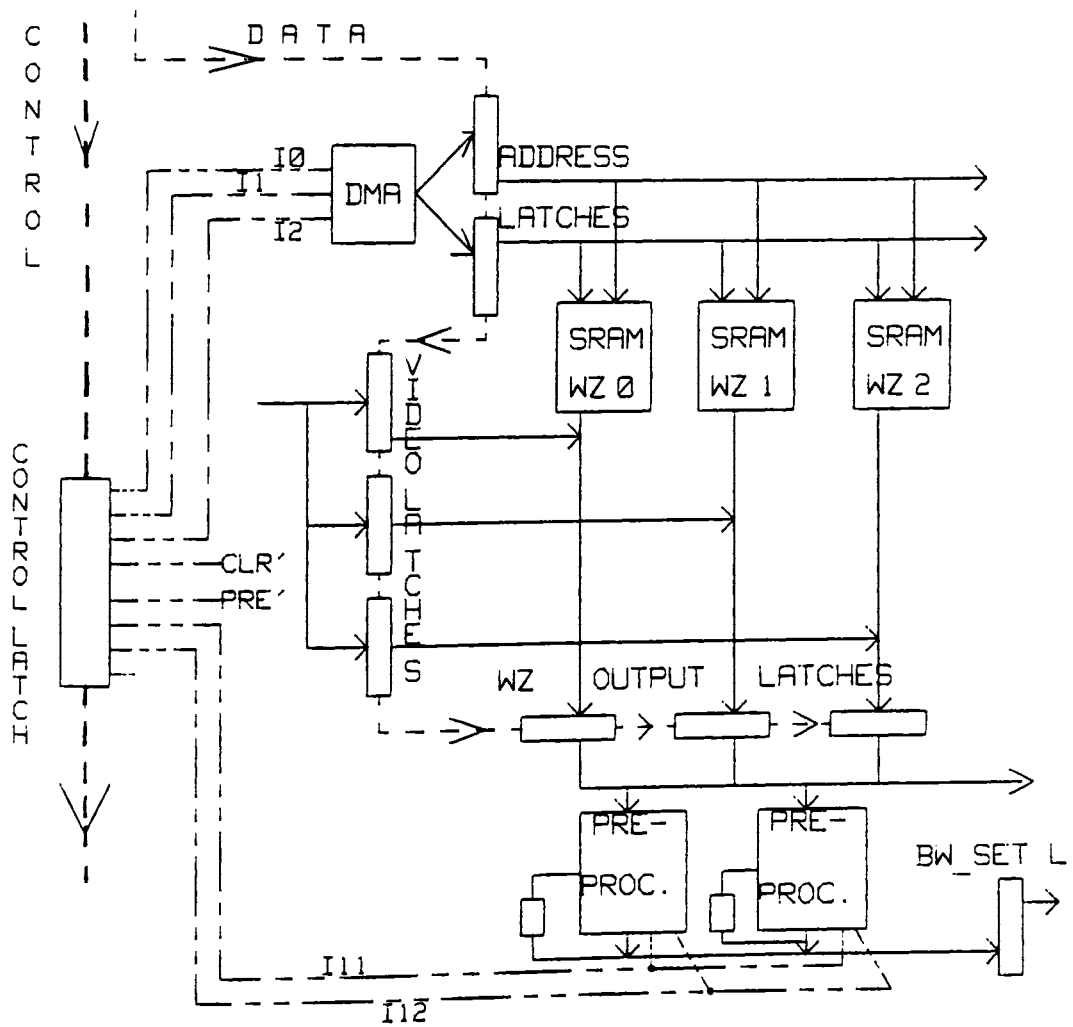 CONTROL
DATA
I0
I1
I2
DMA
ADDRESS
LATCHES
SRAM
WZ 0
SRAM
WZ 1
SRAM
WZ 2
VIDEO LATCHES
CONTROL LATCH
CLR'
PRE'
WZ OUTPUT LATCHES
PRE-
PROC.
PRE-
PROC.
BW_SET L
I11
I12